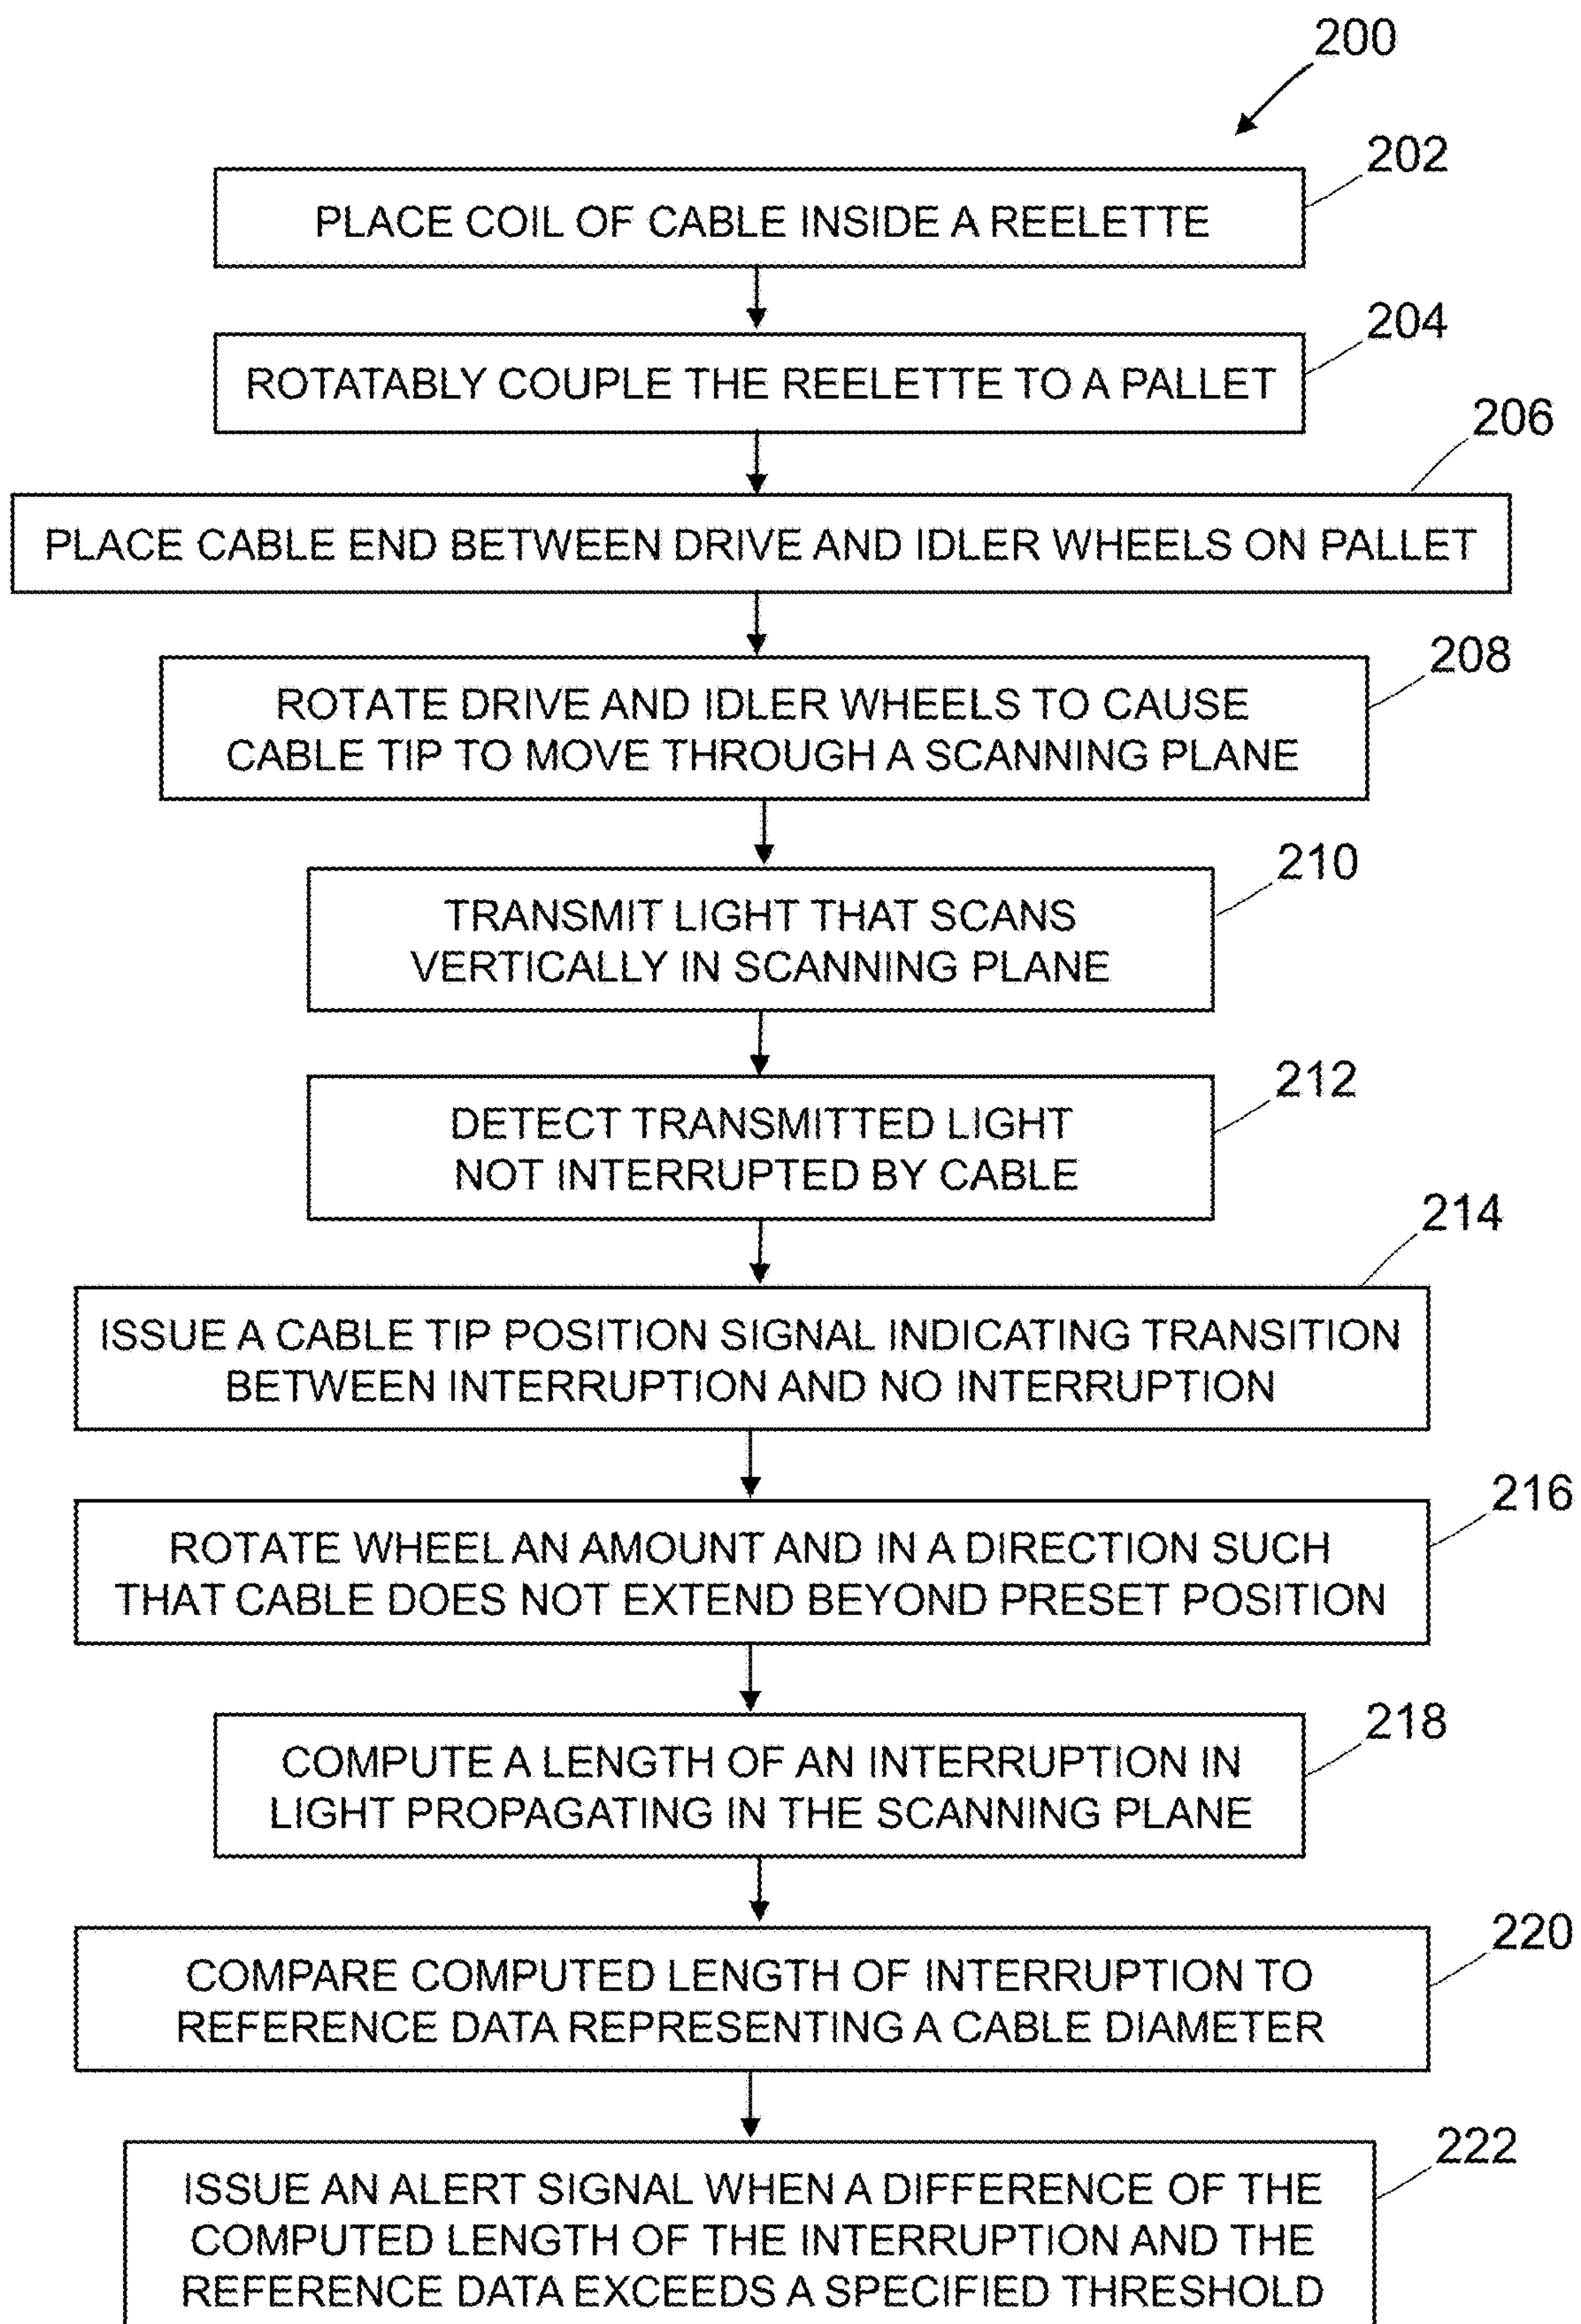 200
202
PLACE COIL OF CABLE INSIDE A REELETTE
204
ROTATABLY COUPLE THE REELETTE TO A PALLET
206
PLACE CABLE END BETWEEN DRIVE AND IDLER WHEELS ON PALLET
208
ROTATE DRIVE AND IDLER WHEELS TO CAUSE
CABLE TIP TO MOVE THROUGH A SCANNING PLANE
210
TRANSMIT LIGHT THAT SCANS
VERTICALLY IN SCANNING PLANE
212
DETECT TRANSMITTED LIGHT
NOT INTERRUPTED BY CABLE
214
ISSUE A CABLE TIP POSITION SIGNAL INDICATING TRANSITION
BETWEEN INTERRUPTION AND NO INTERRUPTION
216
ROTATE WHEEL AN AMOUNT AND IN A DIRECTION SUCH
THAT CABLE DOES NOT EXTEND BEYOND PRESET POSITION
218
COMPUTE A LENGTH OF AN INTERRUPTION IN
LIGHT PROPAGATING IN THE SCANNING PLANE
220
COMPARE COMPUTED LENGTH OF INTERRUPTION TO
REFERENCE DATA REPRESENTING A CABLE DIAMETER
222
ISSUE AN ALERT SIGNAL WHEN A DIFFERENCE OF THE
COMPUTED LENGTH OF THE INTERRUPTION AND THE
REFERENCE DATA EXCEEDS A SPECIFIED THRESHOLD